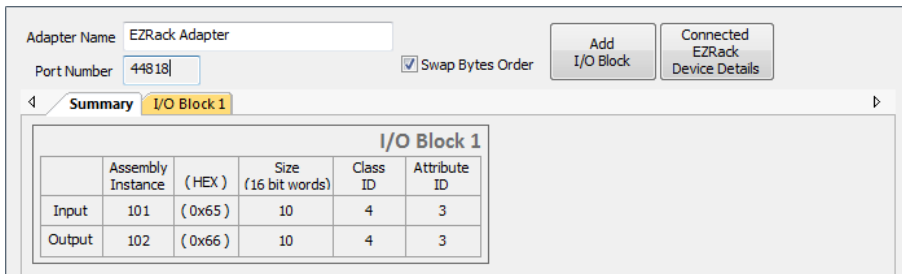 Adapter Name EZRack Adapter
Port Number 44818
Swap Bytes Order
Add
I/O Block
Connected
EZRack
Device Details
Summary I/O Block 1
I/O Block 1
Assembly Instance (HEX) Size (16 bit words) Class ID Attribute ID
Input 101 (0x65) 10 4 3
Output 102 (0x66) 10 4 3